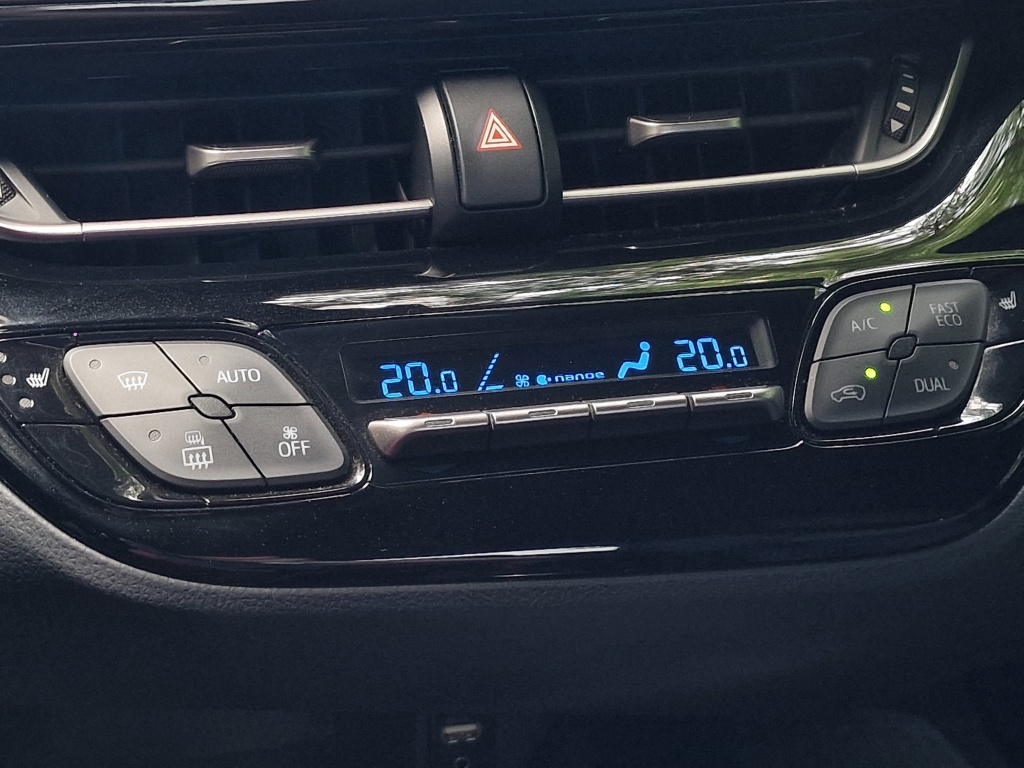 20.0
nanoe
20.0
AUTO
OFF
A/C
FAST
ECO
DUAL